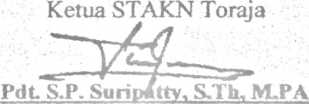 Ketua STAKN Toraja
Pdt. S.P. Suripatty, S.Th, M.PA